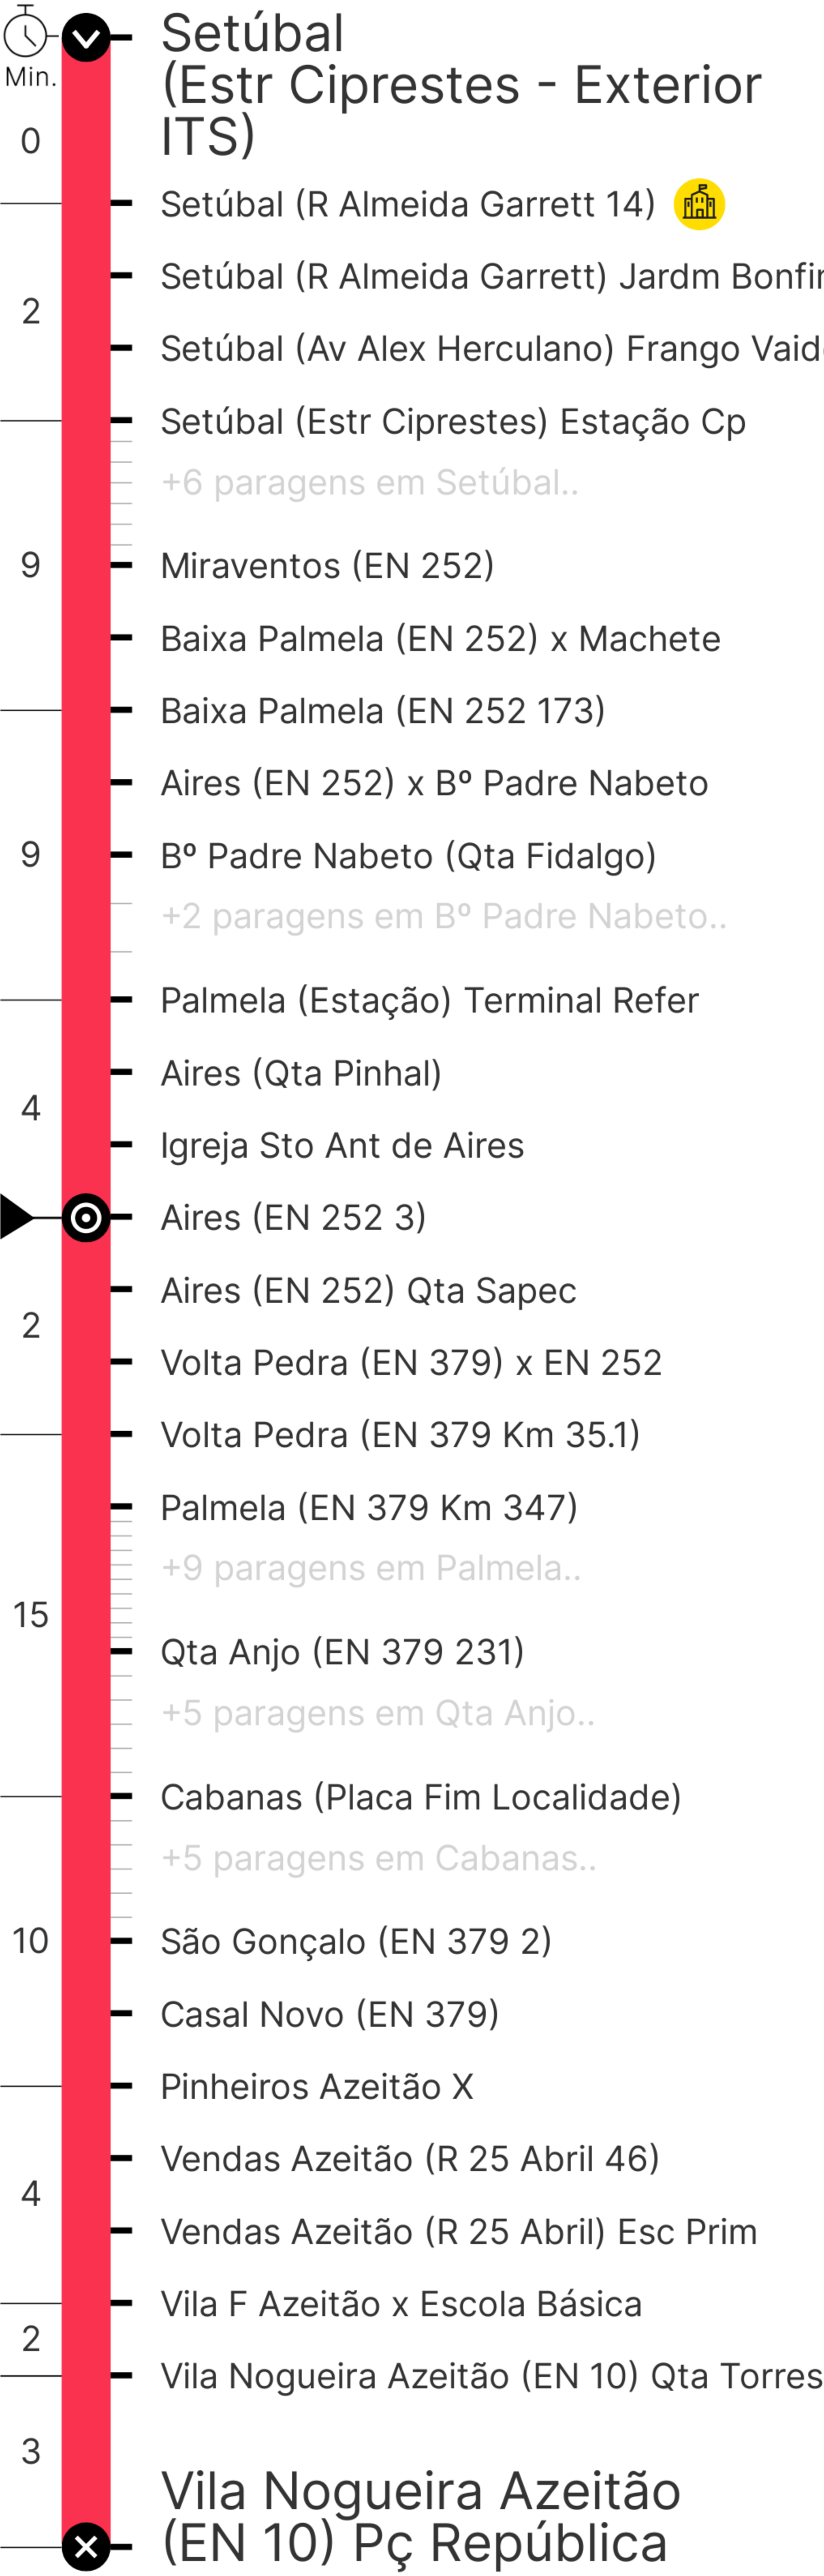 Min.
Setúbal
(Estr Ciprestes - Exterior
ITS)
0
Setúbal (R Almeida Garrett 14)
Setúbal (R Almeida Garrett) Jardm
2
Setúbal (Av Alex Herculano) Frango
Setúbal (Estr Ciprestes) Estação Cp
+6 paragens em Setúbal..
9
Miraventos (EN 252)
Baixa Palmela (EN 252) x Machete
Baixa Palmela (EN 252 173)
Aires (EN 252) x Bº Padre Nabeto
9
Bº Padre Nabeto (Qta Fidalgo)
+2 paragens em Bº Padre Nabeto..
Palmela (Estação) Terminal Refer
Aires (Qta Pinhal)
4
Igreja Sto Ant de Aires
Aires (EN 252 3)
Aires (EN 252) Qta Sapec
2
Volta Pedra (EN 379) x EN 252
Volta Pedra (EN 379 Km 35.1)
Palmela (EN 379 Km 347)
+9 paragens em Palmela..
15
Qta Anjo (EN 379 231)
+5 paragens em Qta Anjo..
Cabanas (Placa Fim Localidade)
+5 paragens em Cabanas..
10
São Gonçalo (EN 379 2)
Casal Novo (EN 379)
Pinheiros Azeitão X
Vendas Azeitão (R 25 Abril 46)
4
Vendas Azeitão (R 25 Abril) Esc Prim
Vila F Azeitão x Escola Básica
2
Vila Nogueira Azeitão (EN 10) Qta Torres
3
Vila Nogueira Azeitão
(EN 10) Pç República